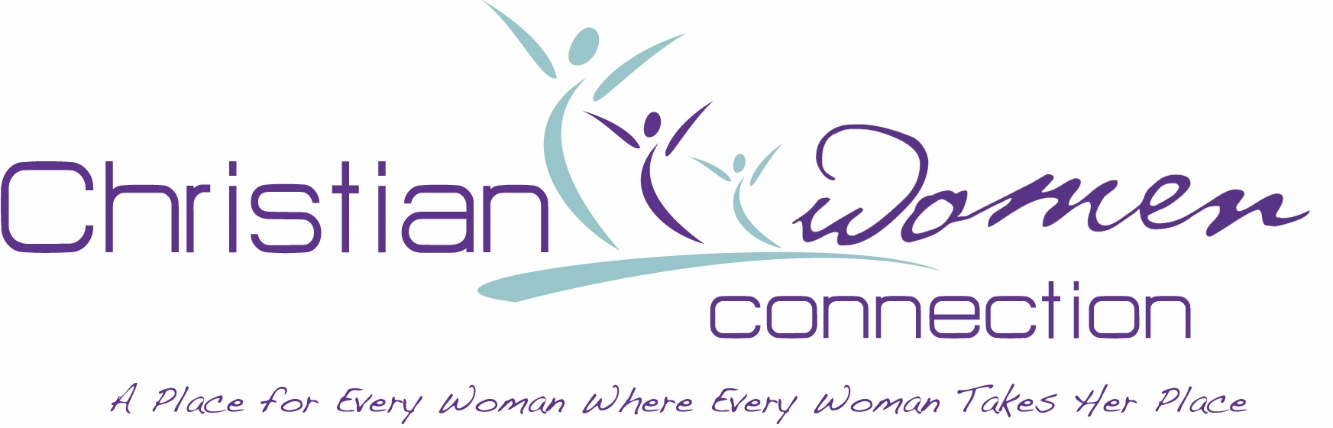 Christian Women
connection
A Place for Every Woman Where Every Woman Takes Her Place